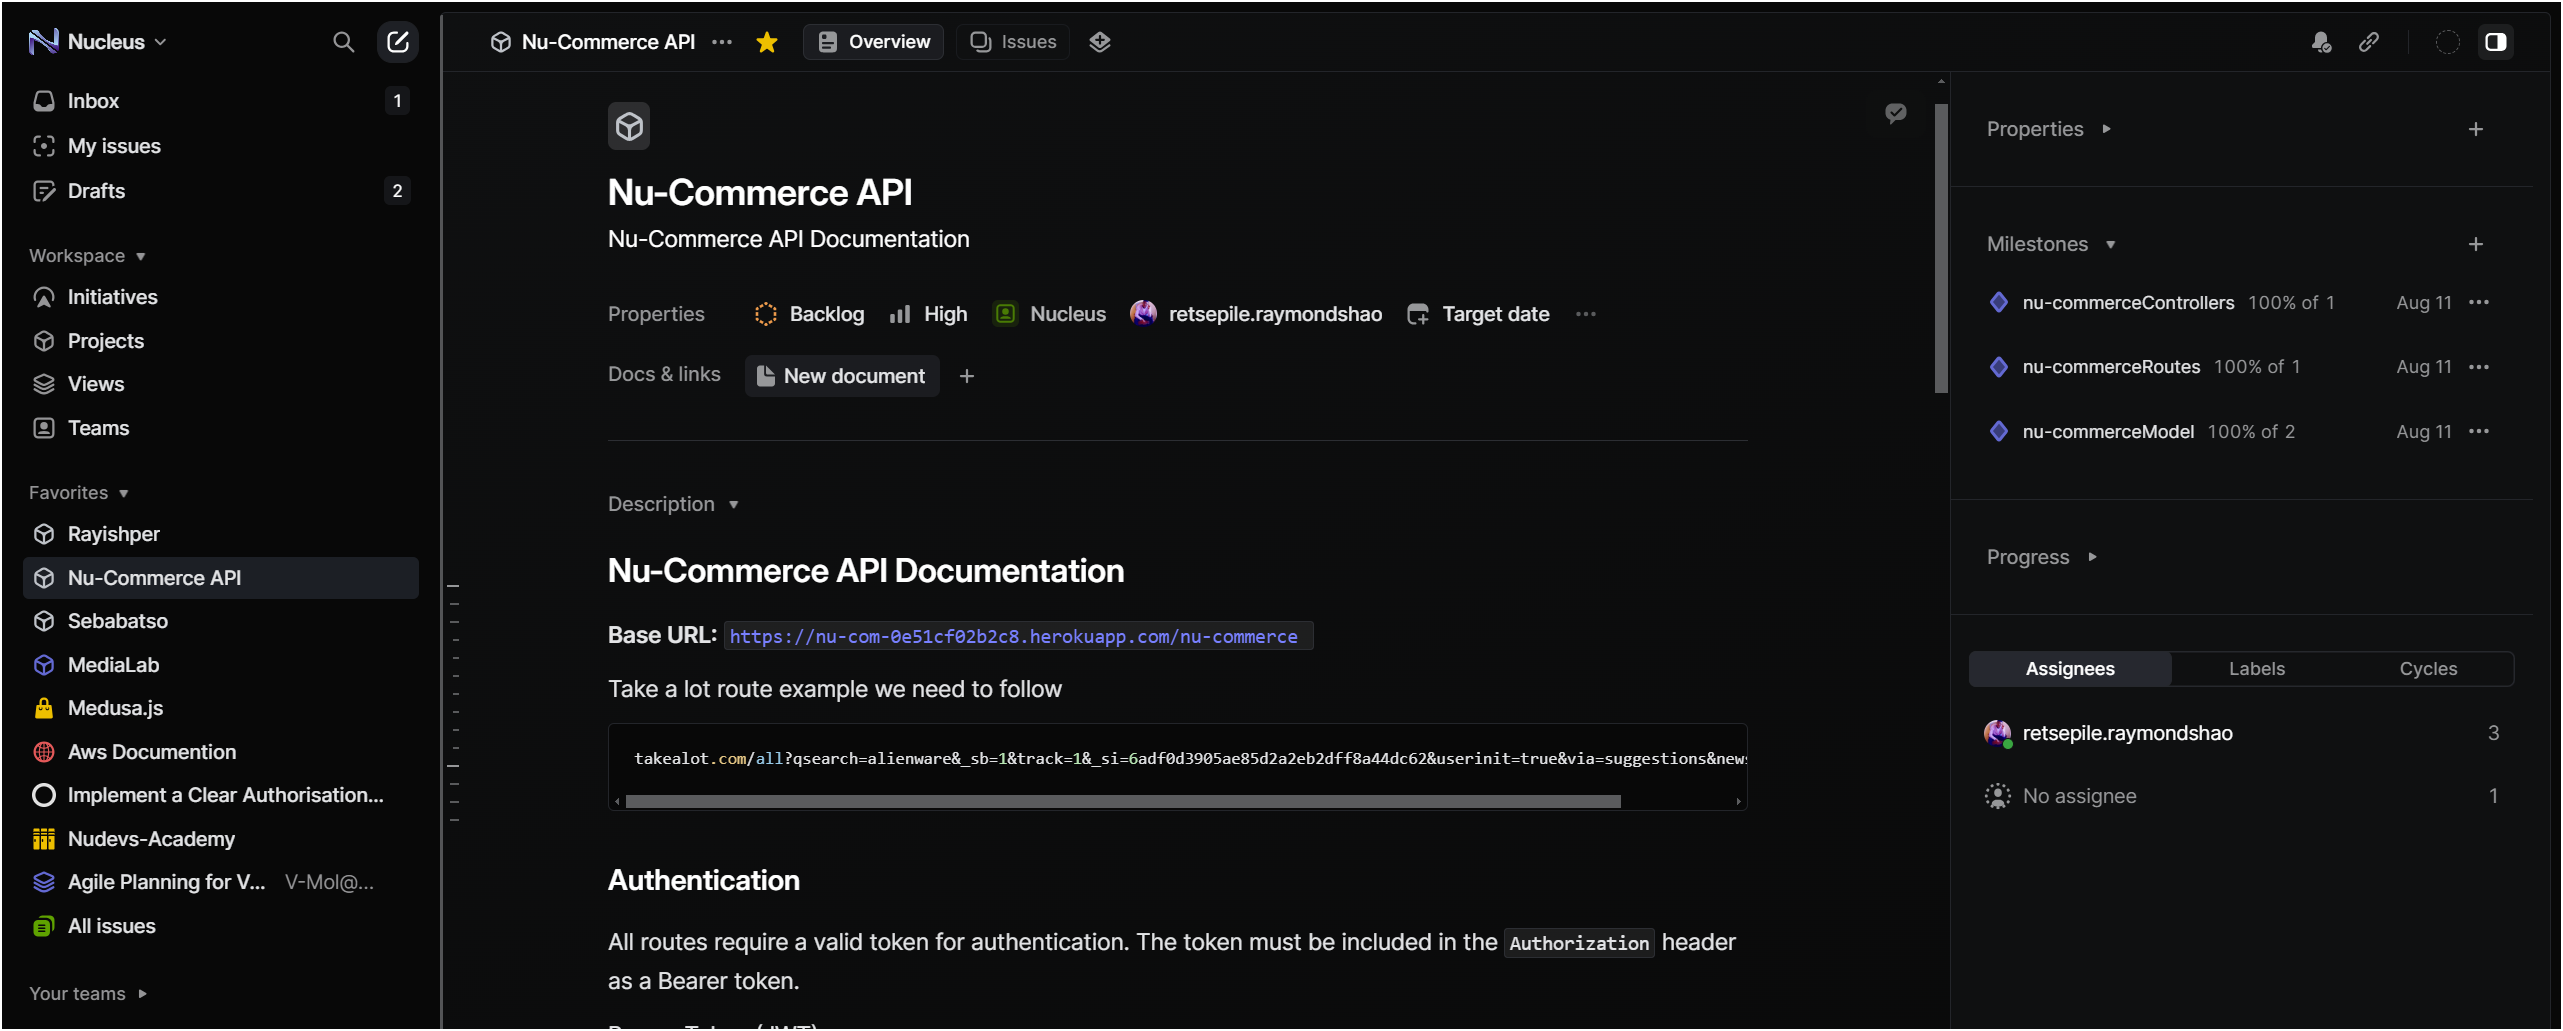 Nucleus
Inbox 1
My issues
Drafts 2
Workspace
Initiatives
Projects
Views
Teams
Favorites
Rayishper
Nu-Commerce API
Sebabatso
MediaLab
Medusa.js
Aws Documention
Implement a Clear Authorisation...
Nudevs-Academy
Agile Planning for V... V-Mol@...
All issues
Your teams
Nu-Commerce API ... Overview Issues
Nu-Commerce API
Nu-Commerce API Documentation
Properties Backlog High Nucleus retsepile.raymondshao Target date ...
Docs & links New document +
Description
Nu-Commerce API Documentation
Base URL: https://nu-com-0e51cf02b2c8.herokuapp.com/nu-commerce
Take a lot route example we need to follow
takealot.com/all?qsearch=alienware&_sb=1&track=1&_si=6adf0d3905ae85d2a2eb2dff8a44dc62&userinit=true&via=suggestions&news
Authentication
All routes require a valid token for authentication. The token must be included in the Authorization header
as a Bearer token.
Properties +
Milestones +
nu-commerceControllers 100% of 1 Aug 11 ...
nu-commerceRoutes 100% of 1 Aug 11 ...
nu-commerceModel 100% of 2 Aug 11 ...
Progress
Assignees Labels Cycles
retsepile.raymondshao 3
No assignee 1